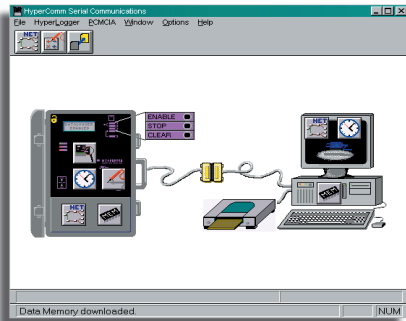 HyperComm Serial Communications
File HyperLogger PCMCIA Window Options Help
NET
ENABLE
STOP
CLEAR
NET
NET
MEM
MEM
Data Memory downloaded.
NUM